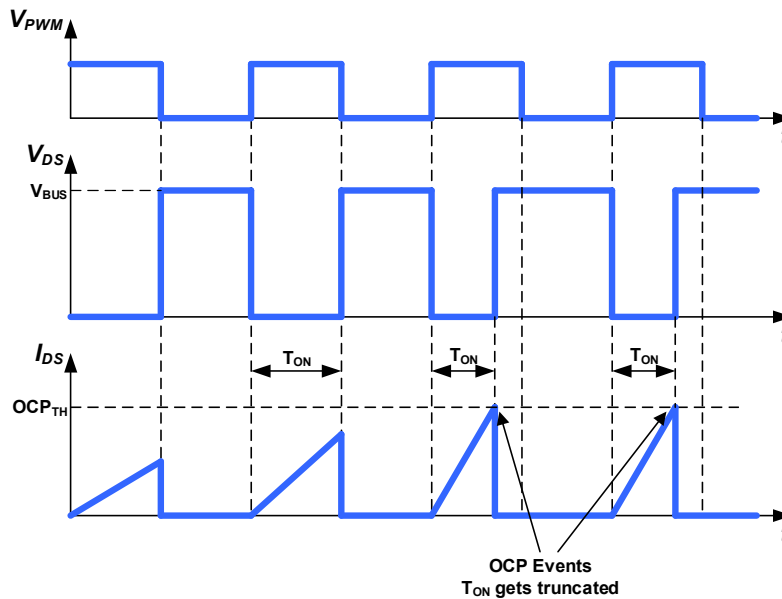 VPWM
VDS
VBUS
IDS
TON
TON
TON
OCPTH
OCP Events
TON gets truncated